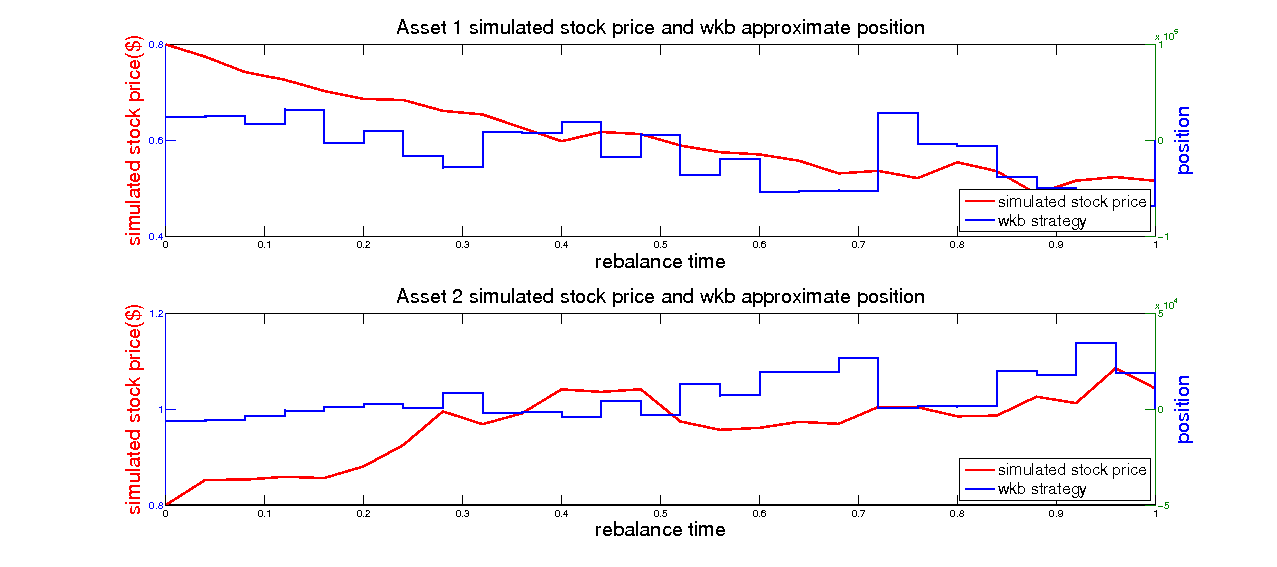 Asset 1 simulated stock price and wkb approximate position
x 10^5
simulated stock price($)
0.8
0.6
0.4
1
0
-1
position
simulated stock price
wkb strategy
0 0.1 0.2 0.3 0.4 0.5 0.6 0.7 0.8 0.9 1
rebalance time
Asset 2 simulated stock price and wkb approximate position
x 10^4
simulated stock price($)
1.2
1
0.8
5
0
-5
position
simulated stock price
wkb strategy
0 0.1 0.2 0.3 0.4 0.5 0.6 0.7 0.8 0.9 1
rebalance time